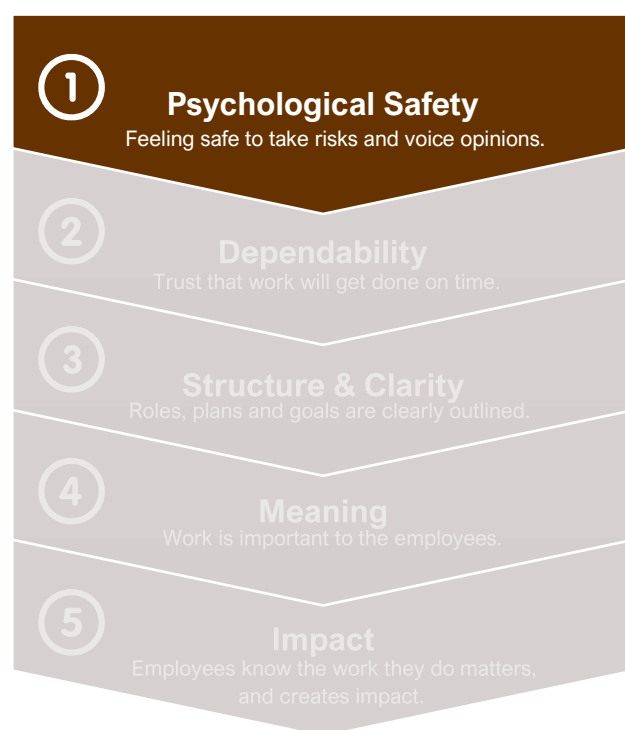 1
Psychological Safety
Feeling safe to take risks and voice opinions.
2
Dependability
Trust that work will get done on time.
3
Structure & Clarity
Roles, plans and goals are clearly outlined.
4
Meaning
Work is important to the employees.
5
Impact
Employees know the work they do matters,
and creates impact.